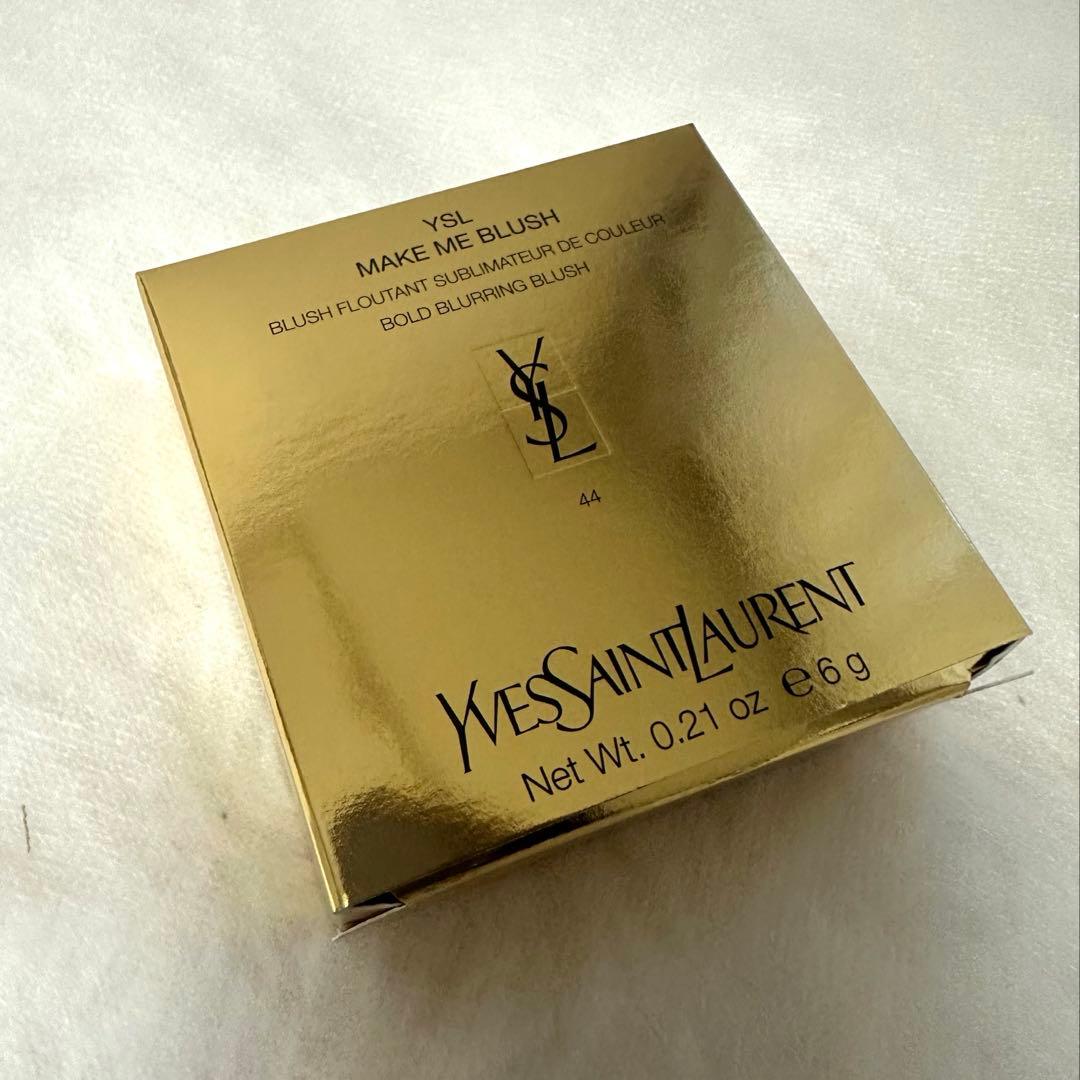 YSL
MAKE ME BLUSH
BLUSH FLOUTANT SUBLIMATEUR DE COULEUR
BOLD BLURRING BLUSH
YSL
44
YVESSAINTLAURENT
Net Wt. 0.21 oz ℮6 g